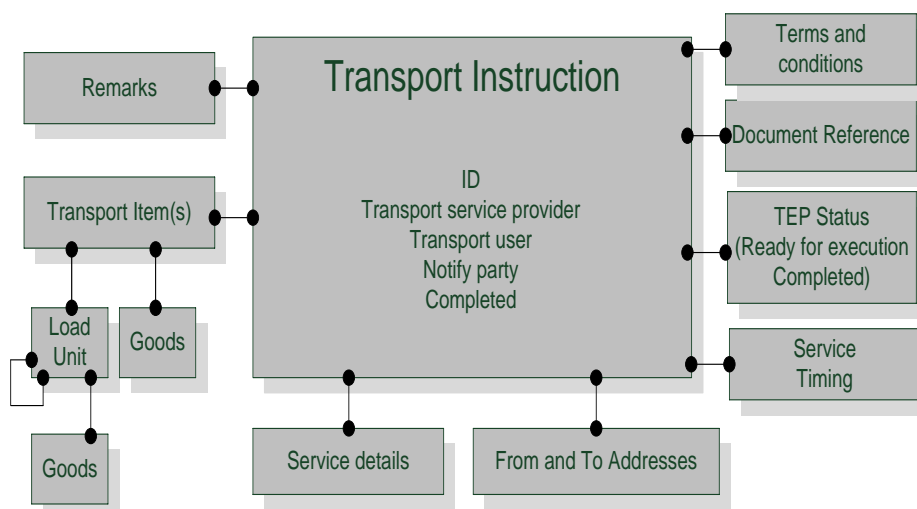 Transport Instruction
ID
Transport service provider
Transport user
Notify party
Completed
Remarks
Transport Item(s)
Load
Unit
Goods
Goods
Service details
From and To Addresses
Terms and
conditions
Document Reference
TEP Status
(Ready for execution
Completed)
Service
Timing